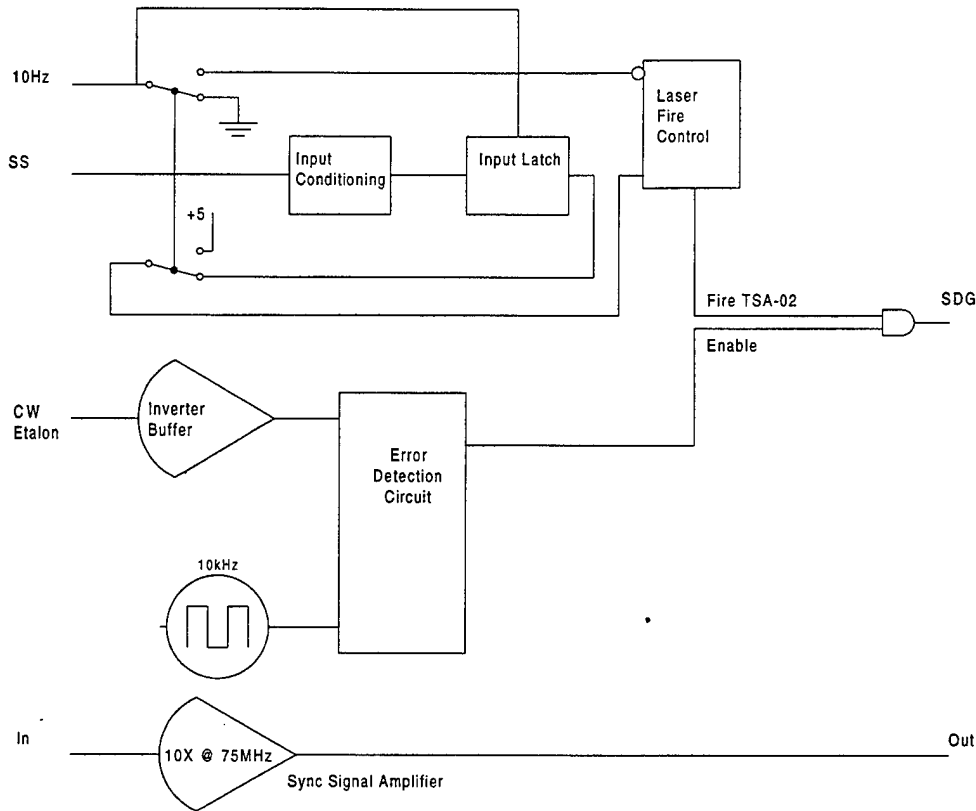 10Hz
Laser
Fire
Control
SS
Input
Conditioning
Input Latch
+5
Fire TSA-02
SDG
Enable
CW
Etalon
Inverter
Buffer
Error
Detection
Circuit
10kHz
In
10X @ 75MHz
Out
Sync Signal Amplifier